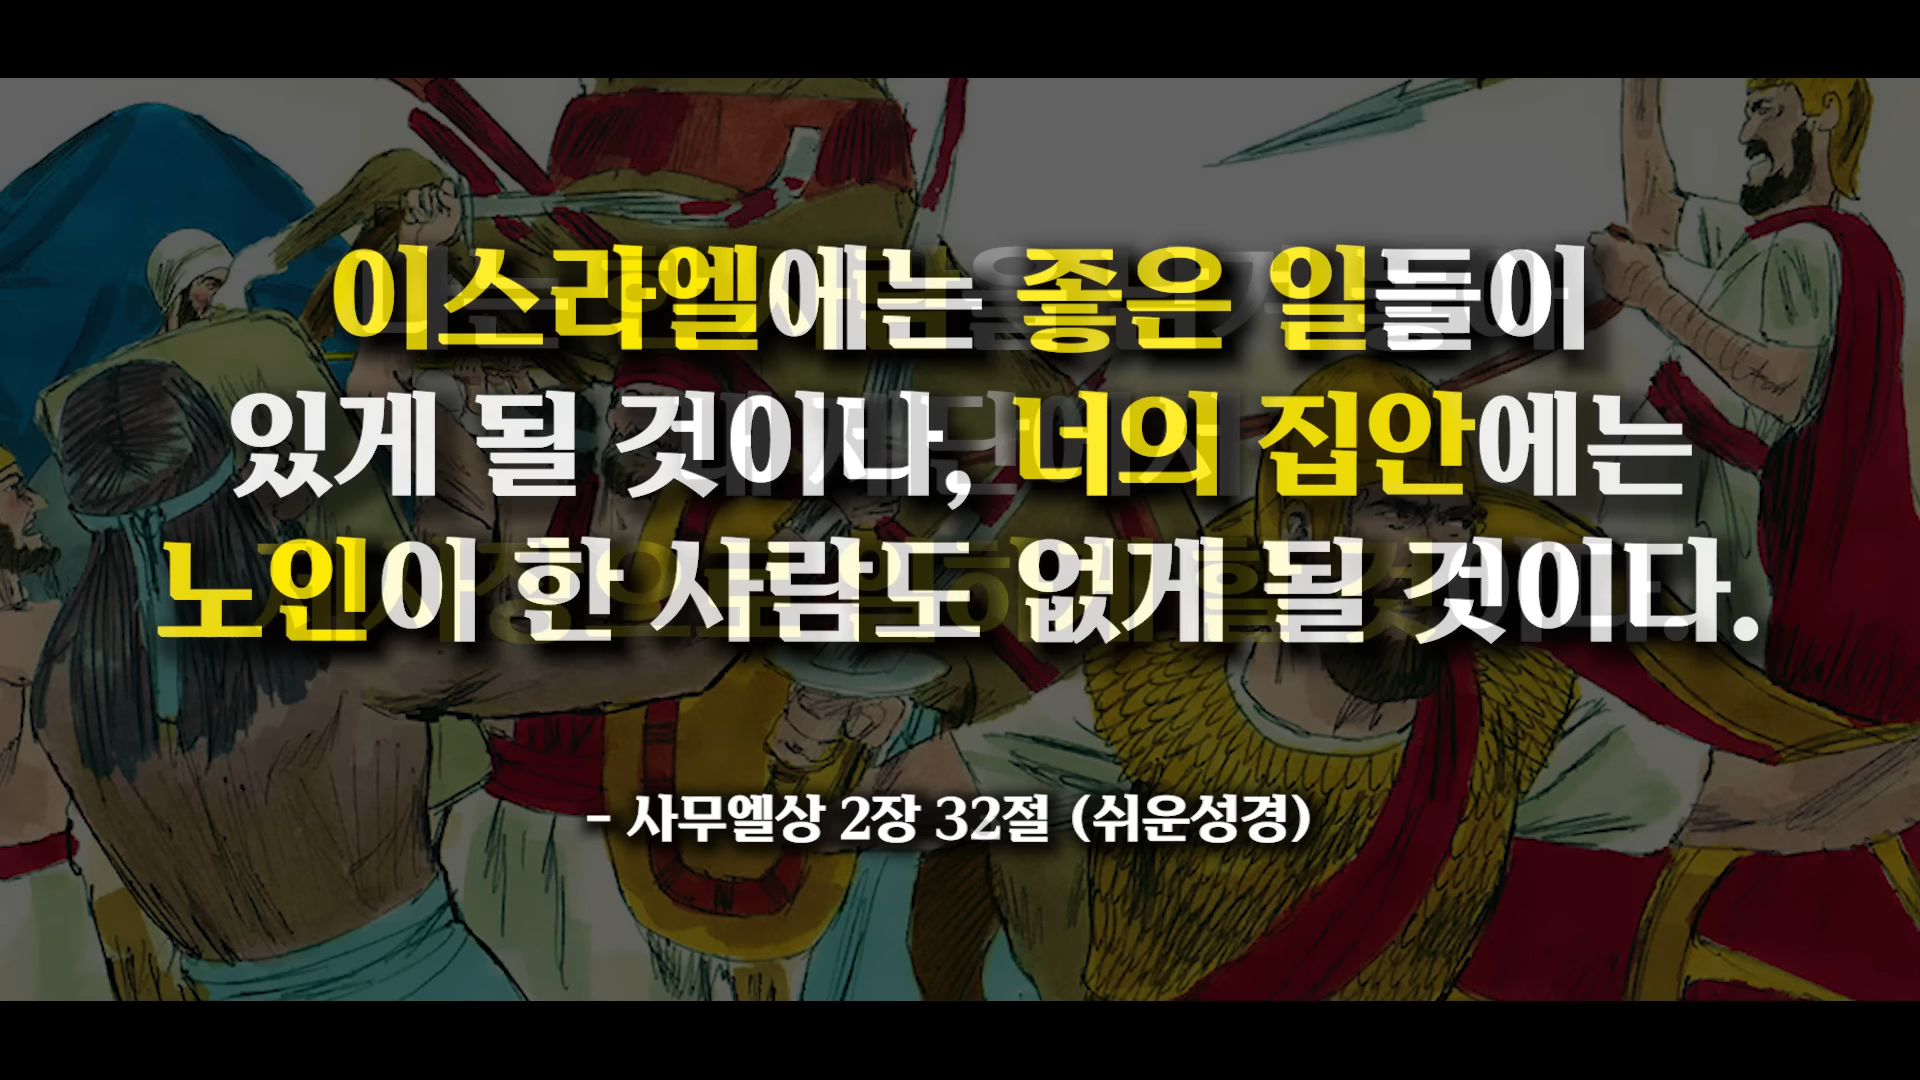 이스라엘에는 좋은 일들이
있게 될 것이나, 너의 집안에는
노인이 한 사람도 없게 될 것이다.
- 사무엘상 2장 32절 (쉬운성경)